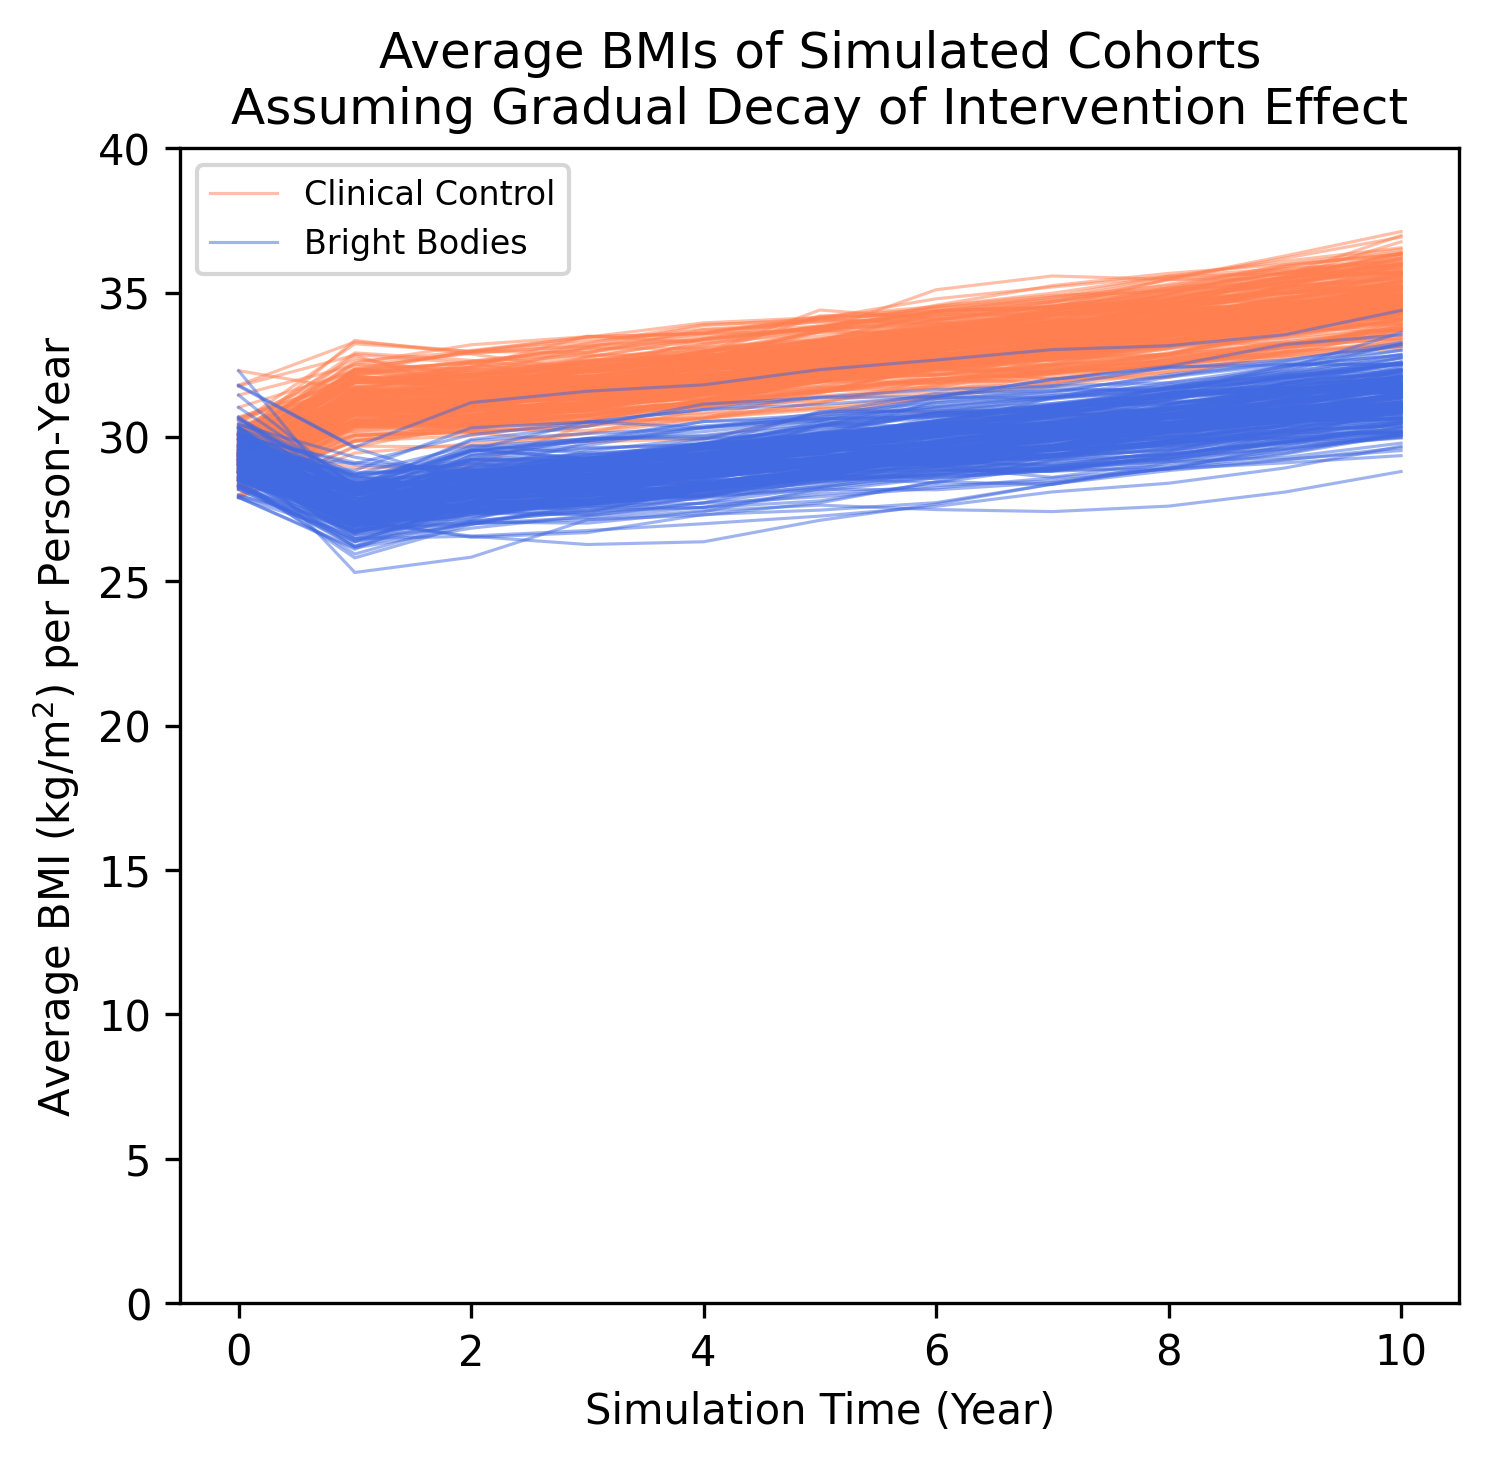 Average BMIs of Simulated Cohorts
Assuming Gradual Decay of Intervention Effect
Clinical Control
Bright Bodies
Average BMI (kg/m²) per Person-Year
40
35
30
25
20
15
10
5
0
0 2 4 6 8 10
Simulation Time (Year)